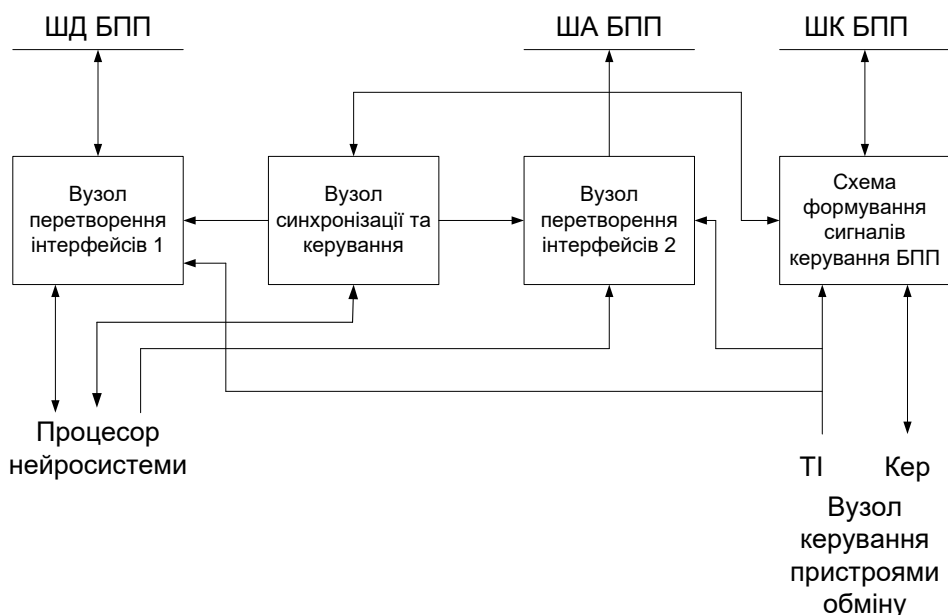 ШД БПП
ША БПП
ШК БПП
Вузол
перетворення
інтерфейсів 1
Вузол
синхронізації та
керування
Вузол
перетворення
інтерфейсів 2
Схема
формування
сигналів
керування БПП
Процесор
нейросистеми
ТІ
Кер
Вузол
керування
пристроями
обміну